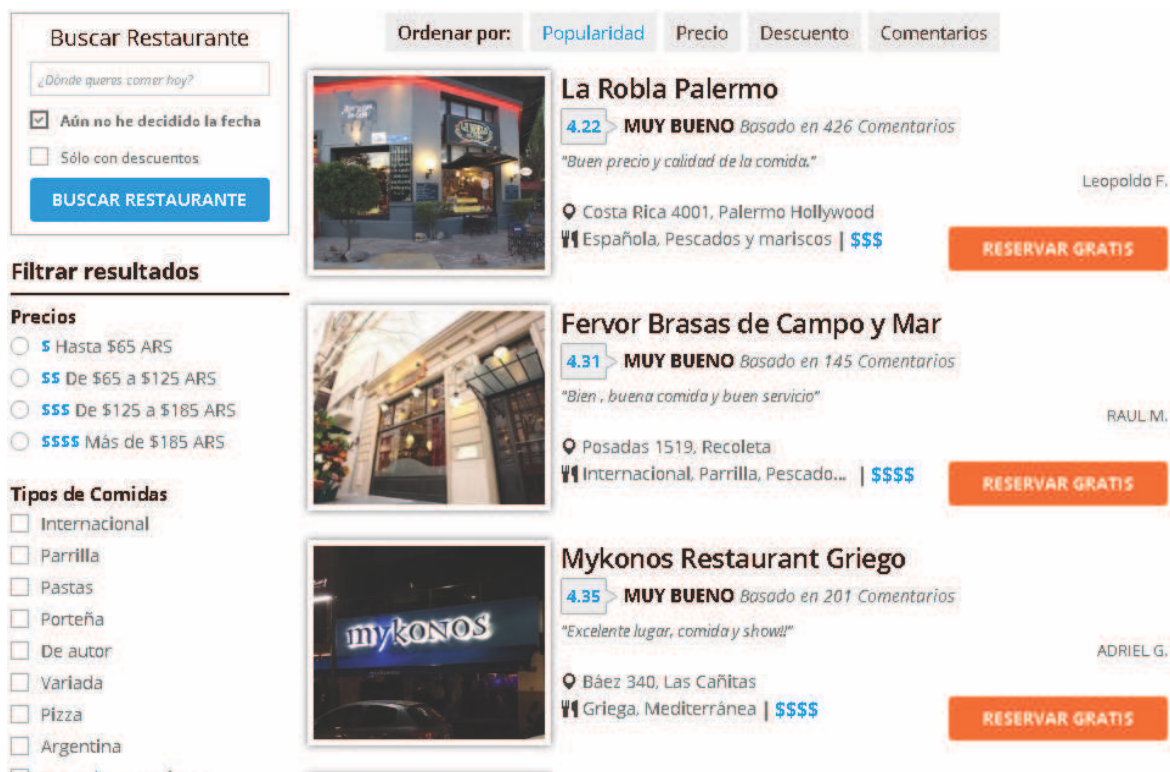 Buscar Restaurante
¿Dónde queres comer hoy?
Aún no he decidido la fecha
Sólo con descuentos
BUSCAR RESTAURANTE
Filtrar resultados
Precios
$ Hasta $65 ARS
$$ De $65 a $125 ARS
$$$ De $125 a $185 ARS
$$$$ Más de $185 ARS
Tipos de Comidas
Internacional
Parrilla
Pastas
Porteña
De autor
Variada
Pizza
Argentina
Ordenar por: Popularidad Precio Descuento Comentarios
La Robla Palermo
4.22 MUY BUENO Basado en 426 Comentarios
"Buen precio y calidad de la comida."
Leopoldo F.
Costa Rica 4001, Palermo Hollywood
Española, Pescados y mariscos | $$$
RESERVAR GRATIS
Fervor Brasas de Campo y Mar
4.31 MUY BUENO Basado en 145 Comentarios
"Bien , buena comida y buen servicio"
RAUL M.
Posadas 1519, Recoleta
Internacional, Parrilla, Pescado... | $$$$
RESERVAR GRATIS
mykonos
Mykonos Restaurant Griego
4.35 MUY BUENO Basado en 201 Comentarios
"Excelente lugar, comida y show!!"
ADRIEL G.
Báez 340, Las Cañitas
Griega, Mediterránea | $$$$
RESERVAR GRATIS